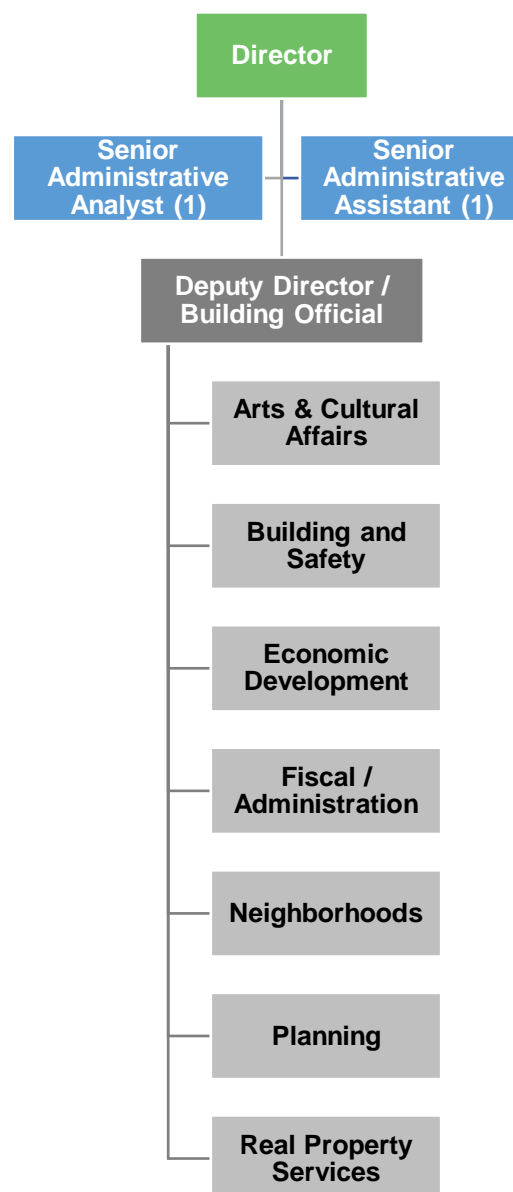 Director
Senior
Administrative
Analyst (1)
Senior
Administrative
Assistant (1)
Deputy Director /
Building Official
Arts & Cultural
Affairs
Building and
Safety
Economic
Development
Fiscal /
Administration
Neighborhoods
Planning
Real Property
Services